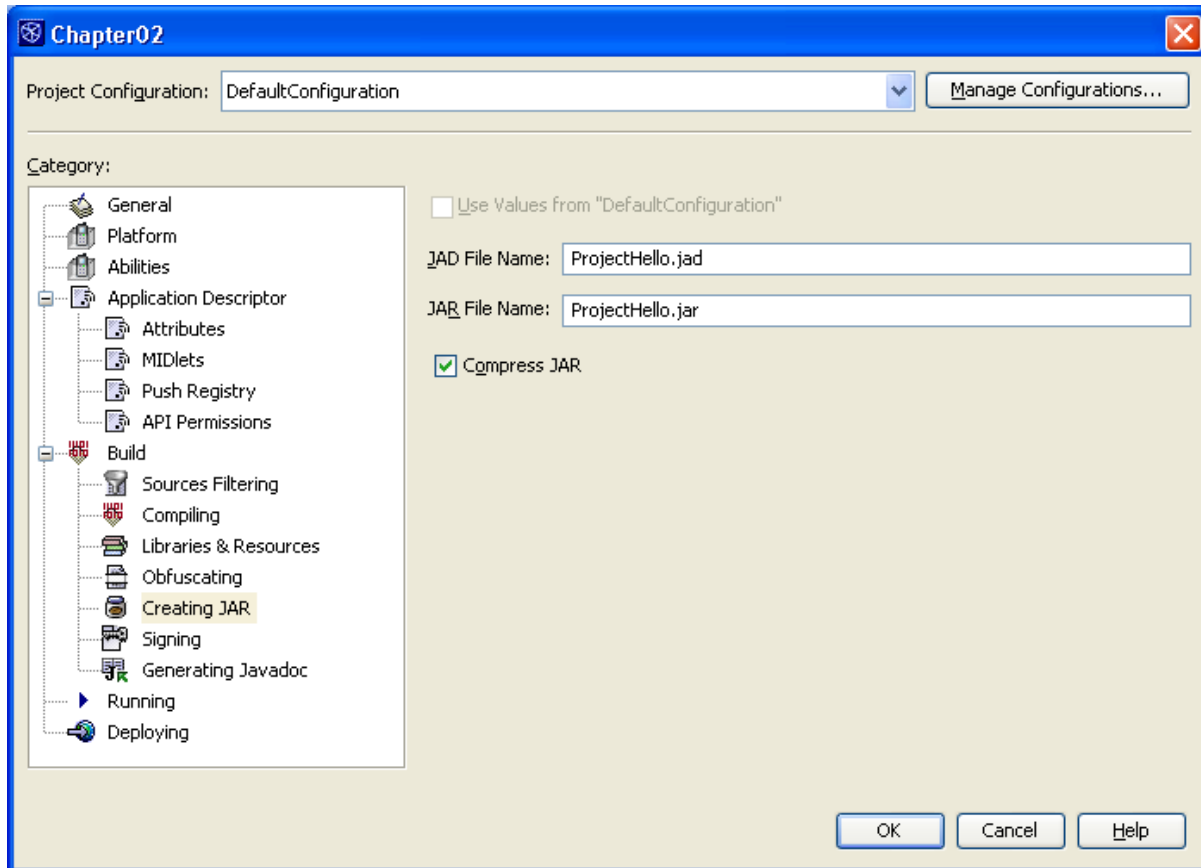 Chapter02
Project Configuration: DefaultConfiguration Manage Configurations...
Category:
General
Platform
Abilities
Application Descriptor
Attributes
MIDlets
Push Registry
API Permissions
Build
Sources Filtering
Compiling
Libraries & Resources
Obfuscating
Creating JAR
Signing
Generating Javadoc
Running
Deploying
Use Values from "DefaultConfiguration"
JAD File Name: ProjectHello.jad
JAR File Name: ProjectHello.jar
Compress JAR
OK Cancel Help